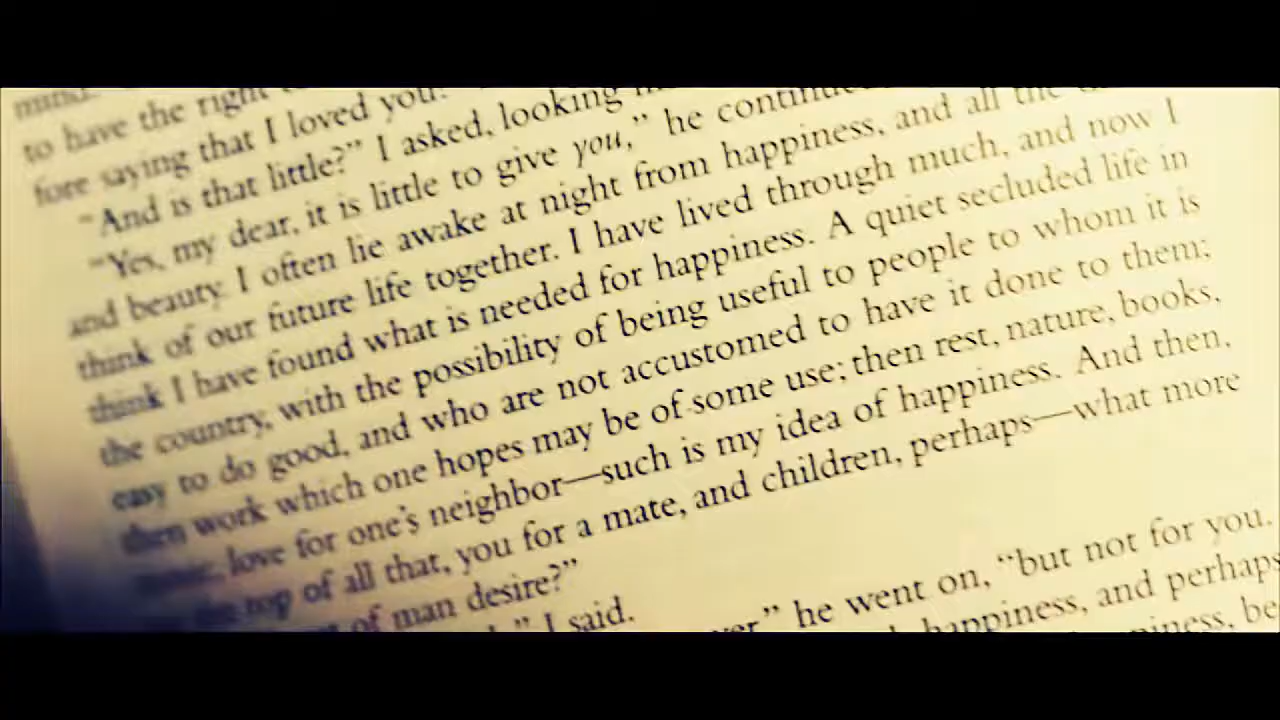 mind.
to have the right
fore saying that I loved you.
"And is that little?" I asked, looking
"Yes, my dear, it is little to give you," he continued
and beauty. I often lie awake at night from happiness, and all the
think of our future life together. I have lived through much, and now I
think I have found what is needed for happiness. A quiet secluded life in
the country, with the possibility of being useful to people to whom it is
easy to do good, and who are not accustomed to have it done to them;
then work which one hopes may be of some use; then rest, nature, books,
music, love for one's neighbor—such is my idea of happiness. And then,
the top of all that, you for a mate, and children, perhaps—what more
of man desire?"
" I said.
he went on, "but not for you.
happiness, and perhaps
be